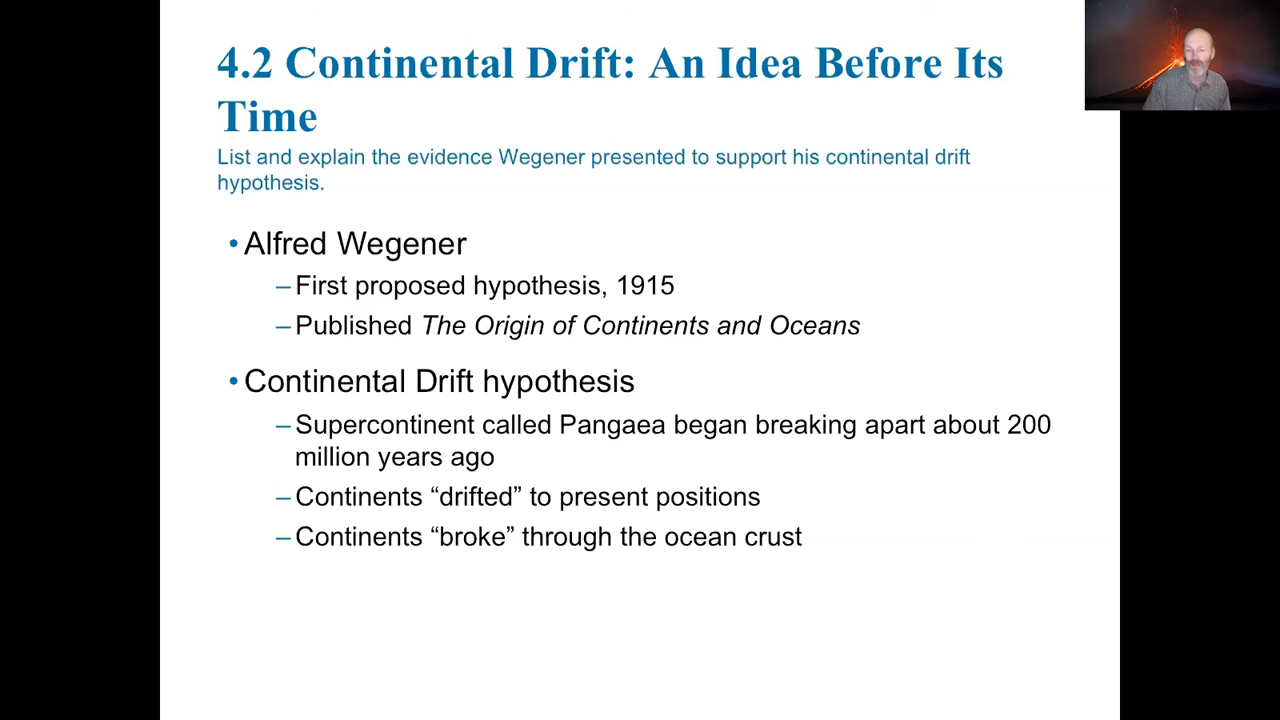 4.2 Continental Drift: An Idea Before Its
Time
List and explain the evidence Wegener presented to support his continental drift
hypothesis.
•Alfred Wegener
–First proposed hypothesis, 1915
–Published The Origin of Continents and Oceans
•Continental Drift hypothesis
–Supercontinent called Pangaea began breaking apart about 200
million years ago
–Continents “drifted” to present positions
–Continents “broke” through the ocean crust